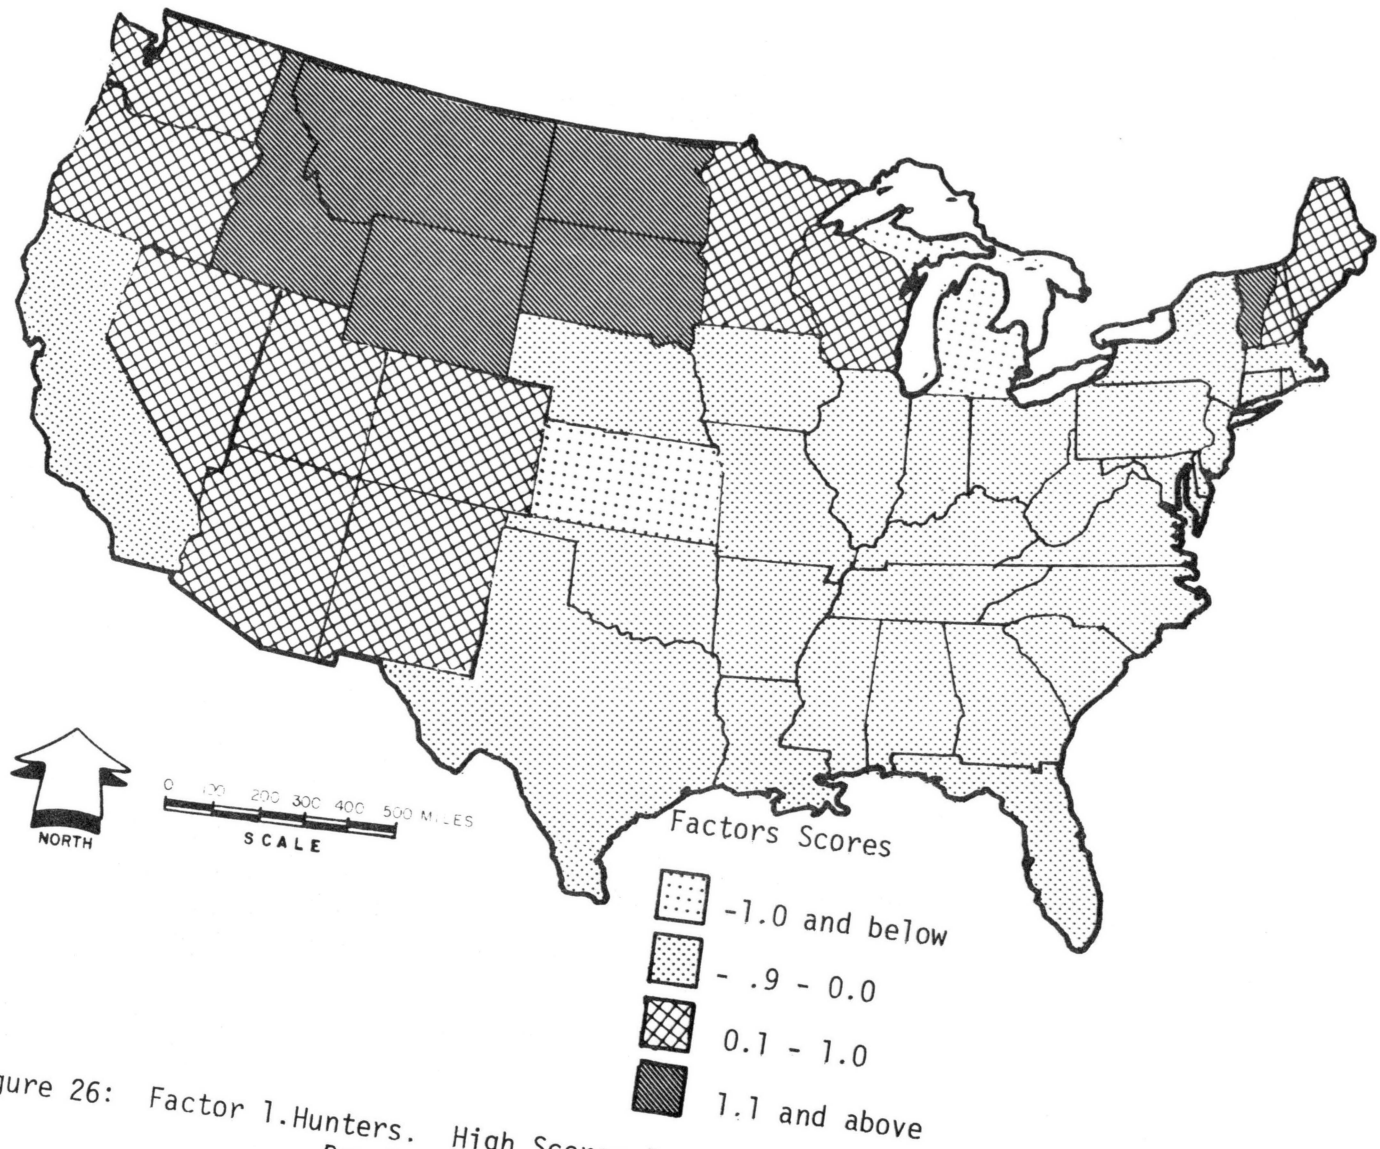 NORTH
0 100 200 300 400 500 MILES
SCALE
Factors Scores
-1.0 and below
- .9 - 0.0
0.1 - 1.0
1.1 and above
26: Factor 1.Hunters. High